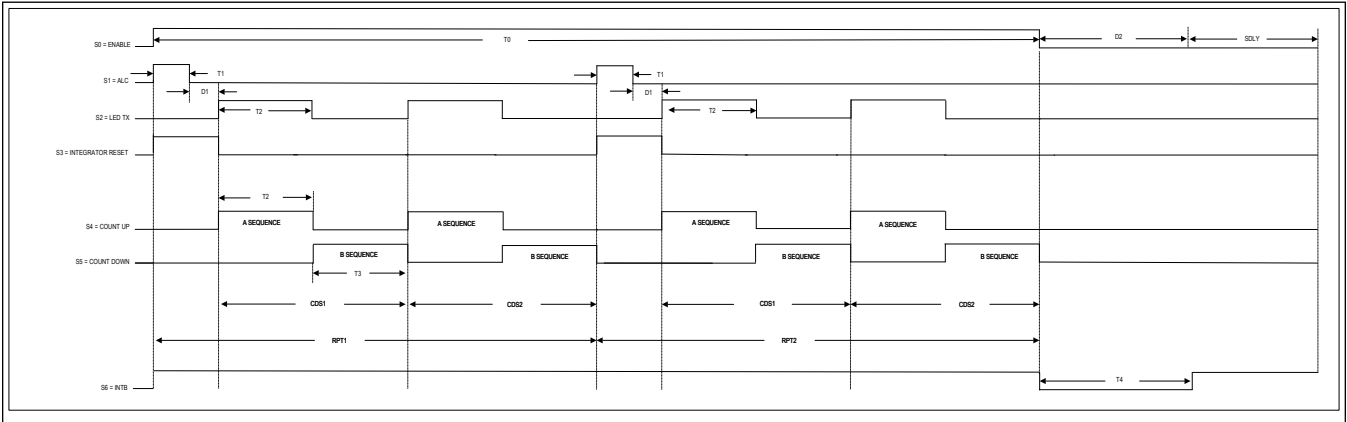 S0 = ENABLE
T0
D2
SDLY
S1 = ALC
T1
T1
D1
D1
S2 = LED TX
T2
T2
S3 = INTEGRATOR RESET
T2
S4 = COUNT UP
A SEQUENCE
A SEQUENCE
A SEQUENCE
A SEQUENCE
S5 = COUNT DOWN
B SEQUENCE
B SEQUENCE
B SEQUENCE
B SEQUENCE
T3
CDS1
CDS2
CDS1
CDS2
RPT1
RPT2
S6 = INTB
T4